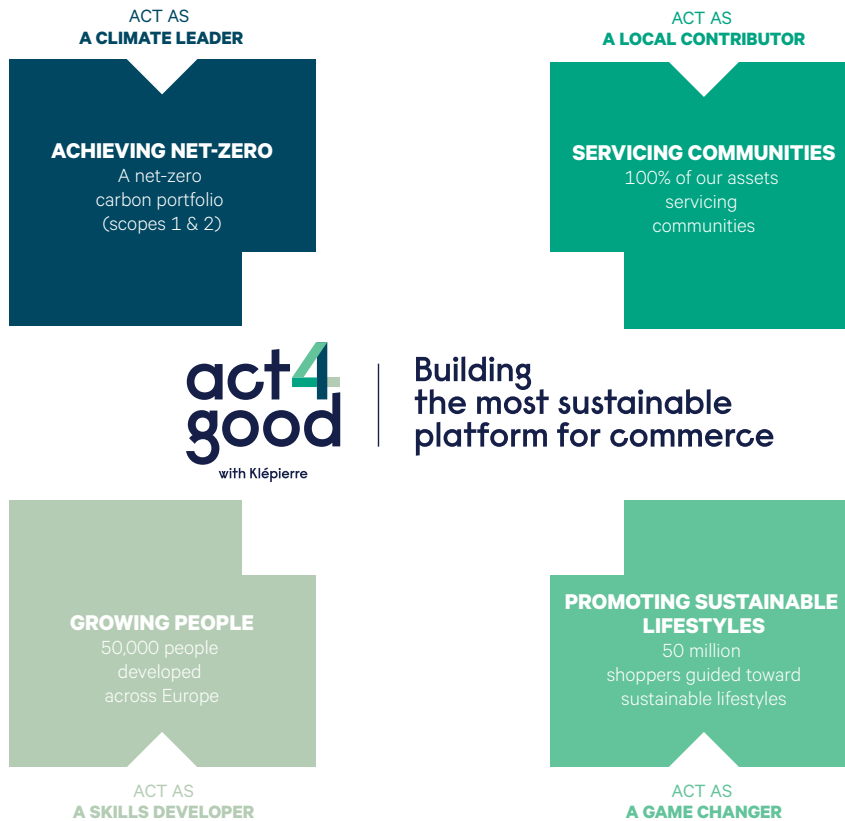 ACT AS
A CLIMATE LEADER
ACHIEVING NET-ZERO
A net-zero
carbon portfolio
(scopes 1 & 2)
ACT AS
A LOCAL CONTRIBUTOR
SERVICING COMMUNITIES
100% of our assets
servicing
communities
act4
good
with Klépierre
Building
the most sustainable
platform for commerce
GROWING PEOPLE
50,000 people
developed
across Europe
ACT AS
A SKILLS DEVELOPER
PROMOTING SUSTAINABLE
LIFESTYLES
50 million
shoppers guided toward
sustainable lifestyles
ACT AS
A GAME CHANGER